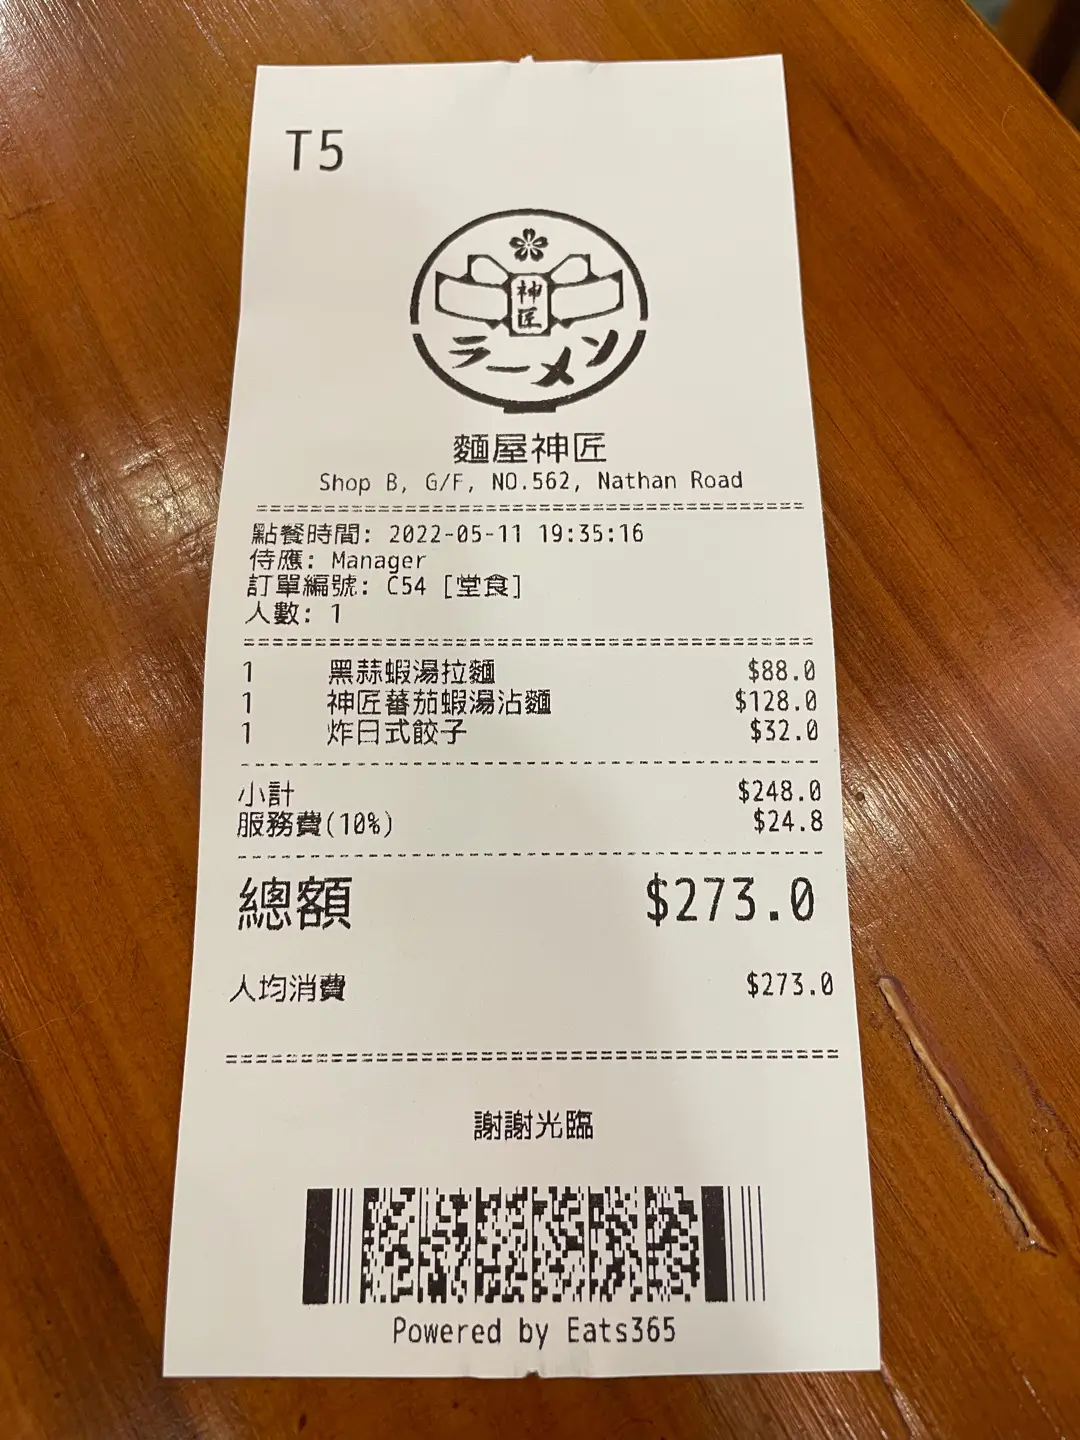 T5
神匠
ラーメン
麵屋神匠
Shop B, G/F, NO.562, Nathan Road
點餐時間: 2022-05-11 19:35:16
侍應: Manager
訂單編號: C54 [堂食]
人數: 1
1 黑蒜蝦湯拉麵 $88.0
1 神匠蕃茄蝦湯沾麵 $128.0
1 炸日式餃子 $32.0
小計 $248.0
服務費(10%) $24.8
總額 $273.0
人均消費 $273.0
謝謝光臨
Powered by Eats365